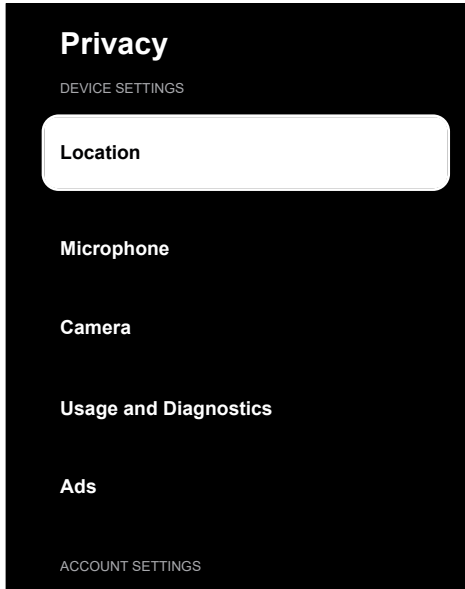 Privacy
DEVICE SETTINGS
Location
Microphone
Camera
Usage and Diagnostics
Ads
ACCOUNT SETTINGS